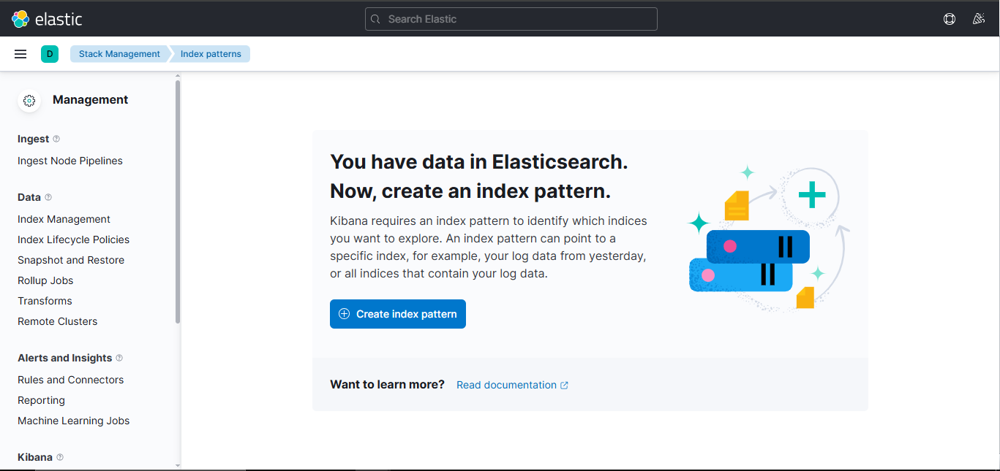 elastic
Search Elastic
D
Stack Management
Index patterns
Management
Ingest
Ingest Node Pipelines
Data
Index Management
Index Lifecycle Policies
Snapshot and Restore
Rollup Jobs
Transforms
Remote Clusters
Alerts and Insights
Rules and Connectors
Reporting
Machine Learning Jobs
Kibana
You have data in Elasticsearch.
Now, create an index pattern.
Kibana requires an index pattern to identify which indices
you want to explore. An index pattern can point to a
specific index, for example, your log data from yesterday,
or all indices that contain your log data.
Create index pattern
Want to learn more? Read documentation